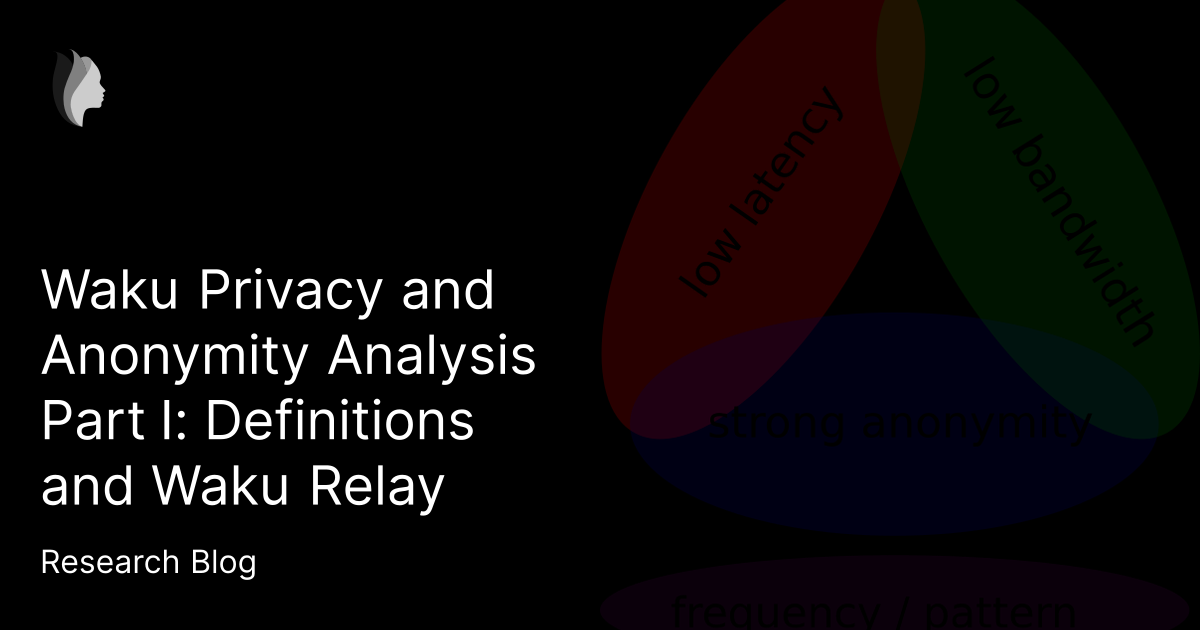 Waku Privacy and
Anonymity Analysis
Part I: Definitions
and Waku Relay
Research Blog
low latency
low bandwidth
strong anonymity
frequency / pattern